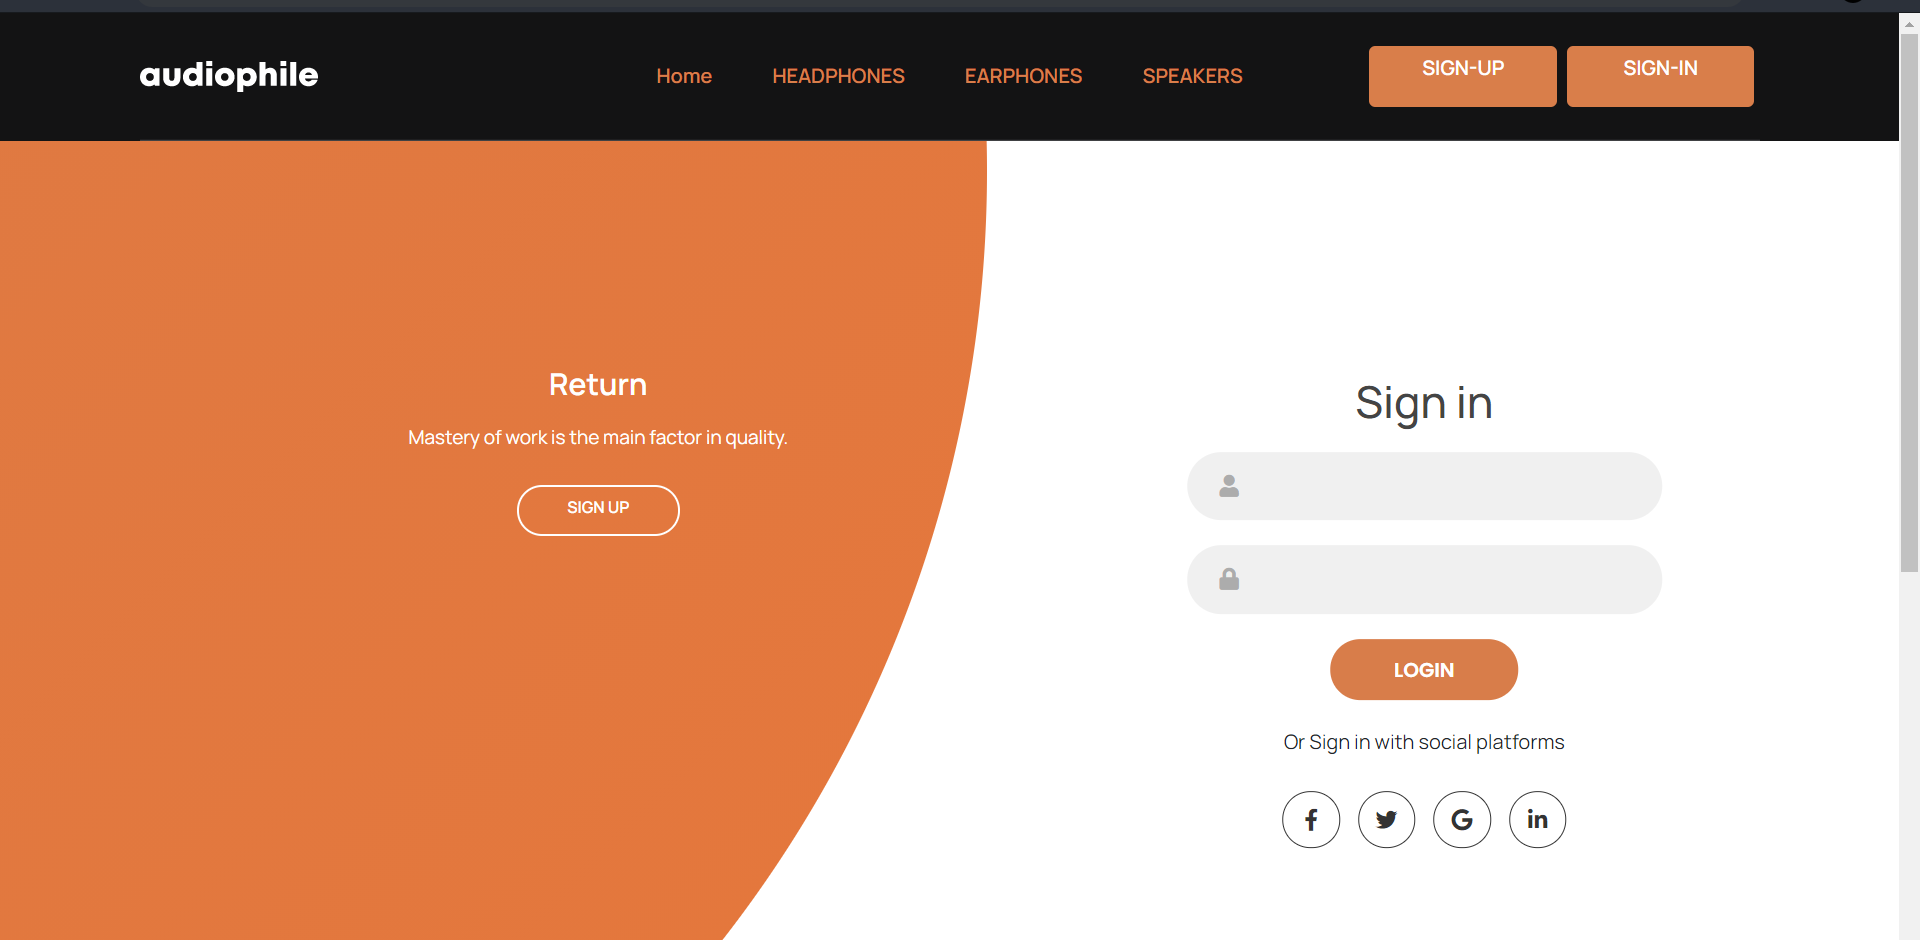 audiophile
Home HEADPHONES EARPHONES SPEAKERS SIGN-UP SIGN-IN
Return
Mastery of work is the main factor in quality.
SIGN UP
Sign in
LOGIN
Or Sign in with social platforms